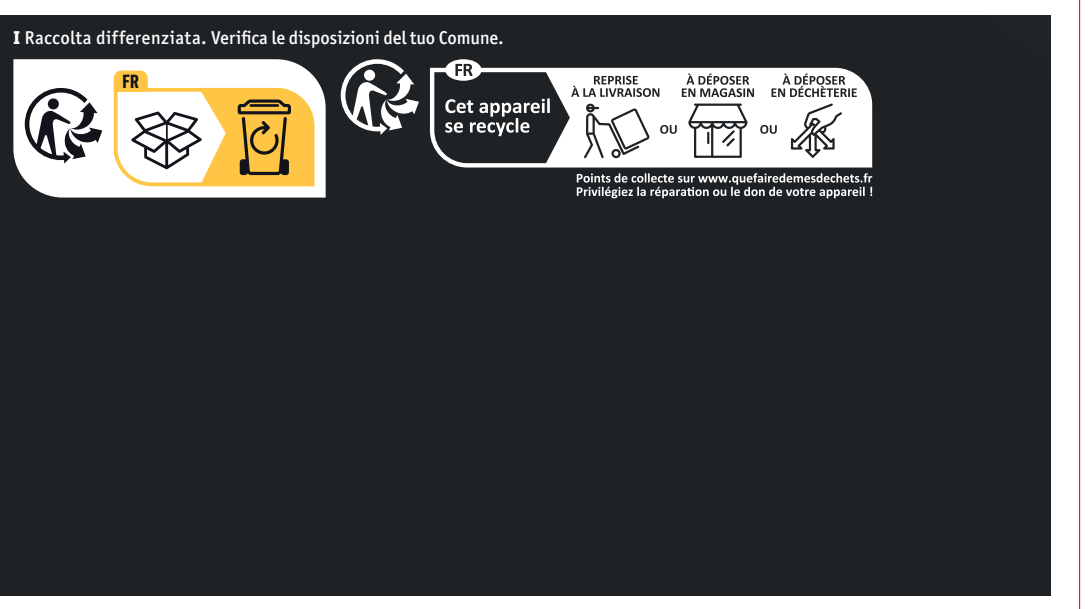 I Raccolta differenziata. Verifica le disposizioni del tuo Comune.
FR
FR
Cet appareil
se recycle
REPRISE
À LA LIVRAISON
OU
À DÉPOSER
EN MAGASIN
OU
À DÉPOSER
EN DÉCHÈTERIE
Points de collecte sur www.quefairedemesdechets.fr
Privilégiez la réparation ou le don de votre appareil !